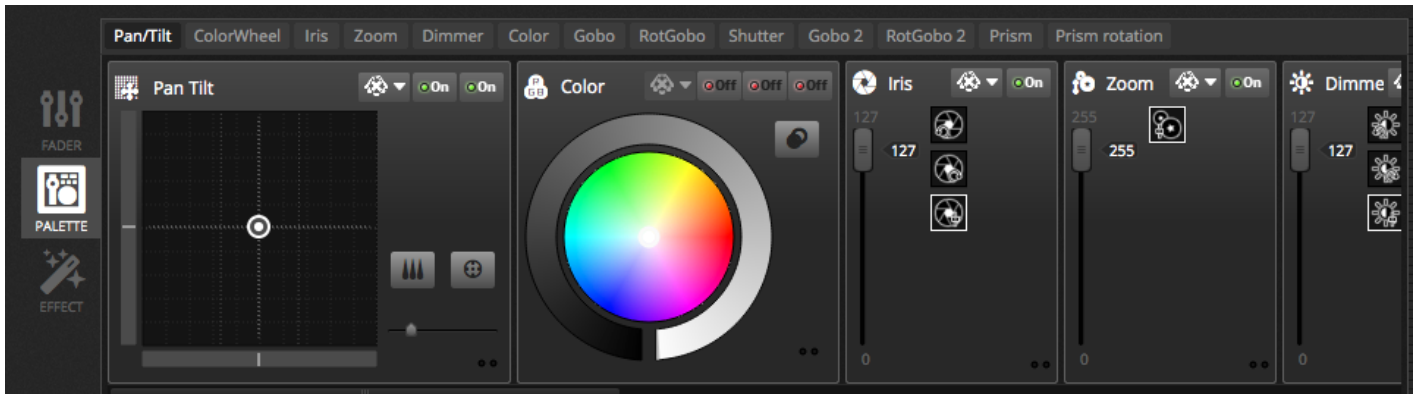 Pan/Tilt ColorWheel Iris Zoom Dimmer Color Gobo RotGobo Shutter Gobo 2 RotGobo 2 Prism Prism rotation
FADER
PALETTE
EFFECT
Pan Tilt On On
RGB Color Off Off Off
Iris On
127
127
0
Zoom On
255
255
0
Dimme
127
127
0